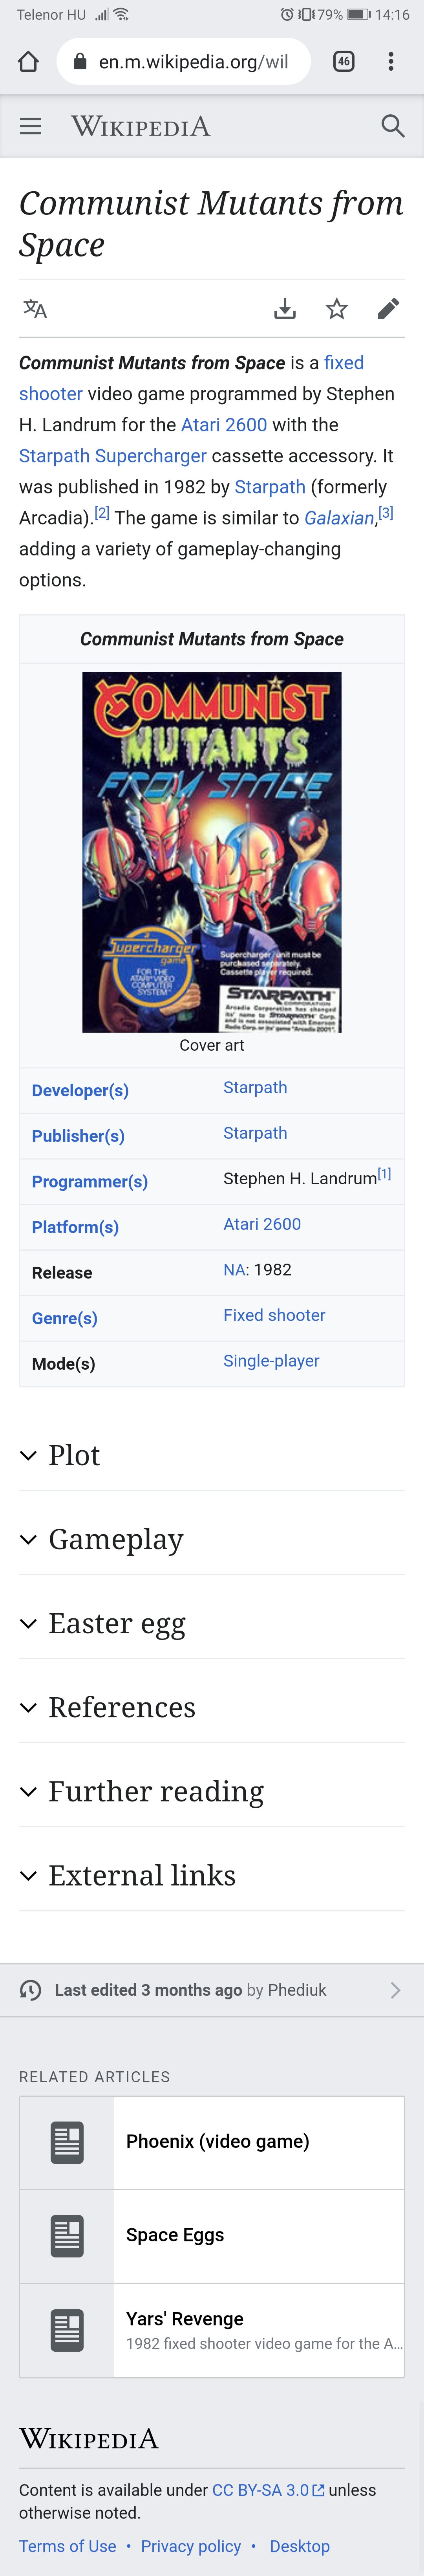 Telenor HU 79% 14:16
en.m.wikipedia.org/wil 46
WIKIPEDIA
Communist Mutants from
Space
Communist Mutants from Space is a fixed
shooter video game programmed by Stephen
H. Landrum for the Atari 2600 with the
Starpath Supercharger cassette accessory. It
was published in 1982 by Starpath (formerly
Arcadia).[2] The game is similar to Galaxian,[3]
adding a variety of gameplay-changing
options.
Communist Mutants from Space
COMMUNIST
MUTANTS
FROM SPACE
a Supercharger game
FOR THE
ATARI VIDEO
COMPUTER
SYSTEM
Supercharger unit must be
purchased separately.
Cassette player required.
STARPATH
CORPORATION
Arcadia Corporation has changed
its' name to Starpath Corp.
and is not associated with Emerson
Radio Corp. or its' game "Arcadia 2001".
Cover art
Developer(s) Starpath
Publisher(s) Starpath
Programmer(s) Stephen H. Landrum[1]
Platform(s) Atari 2600
Release NA: 1982
Genre(s) Fixed shooter
Mode(s) Single-player
Plot
Gameplay
Easter egg
References
Further reading
External links
Last edited 3 months ago by Phediuk
RELATED ARTICLES
Phoenix (video game)
Space Eggs
Yars' Revenge
1982 fixed shooter video game for the A...
WIKIPEDIA
Content is available under CC BY-SA 3.0 unless
otherwise noted.
Terms of Use • Privacy policy • Desktop